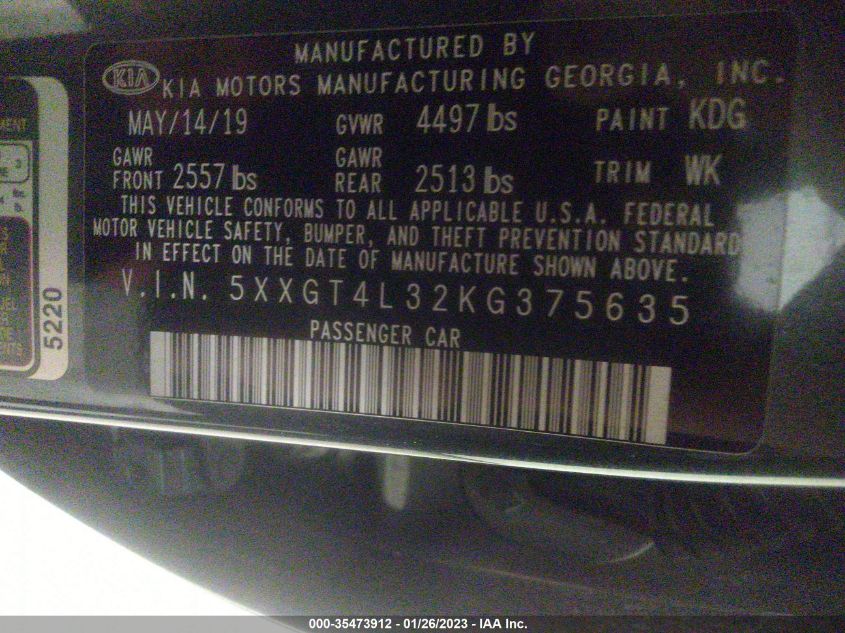 MANUFACTURED BY
KIA KIA MOTORS MANUFACTURING GEORGIA, INC.
MAY/14/19 GVWR 4497 lbs PAINT KDG
GAWR FRONT 2557 lbs GAWR REAR 2513 lbs TRIM WK
THIS VEHICLE CONFORMS TO ALL APPLICABLE U.S.A. FEDERAL
MOTOR VEHICLE SAFETY, BUMPER, AND THEFT PREVENTION STANDARD
IN EFFECT ON THE DATE OF MANUFACTURE SHOWN ABOVE.
V.I.N. 5XXGT4L32KG375635
PASSENGER CAR
5220
000-35473912 - 01/26/2023 - IAA Inc.